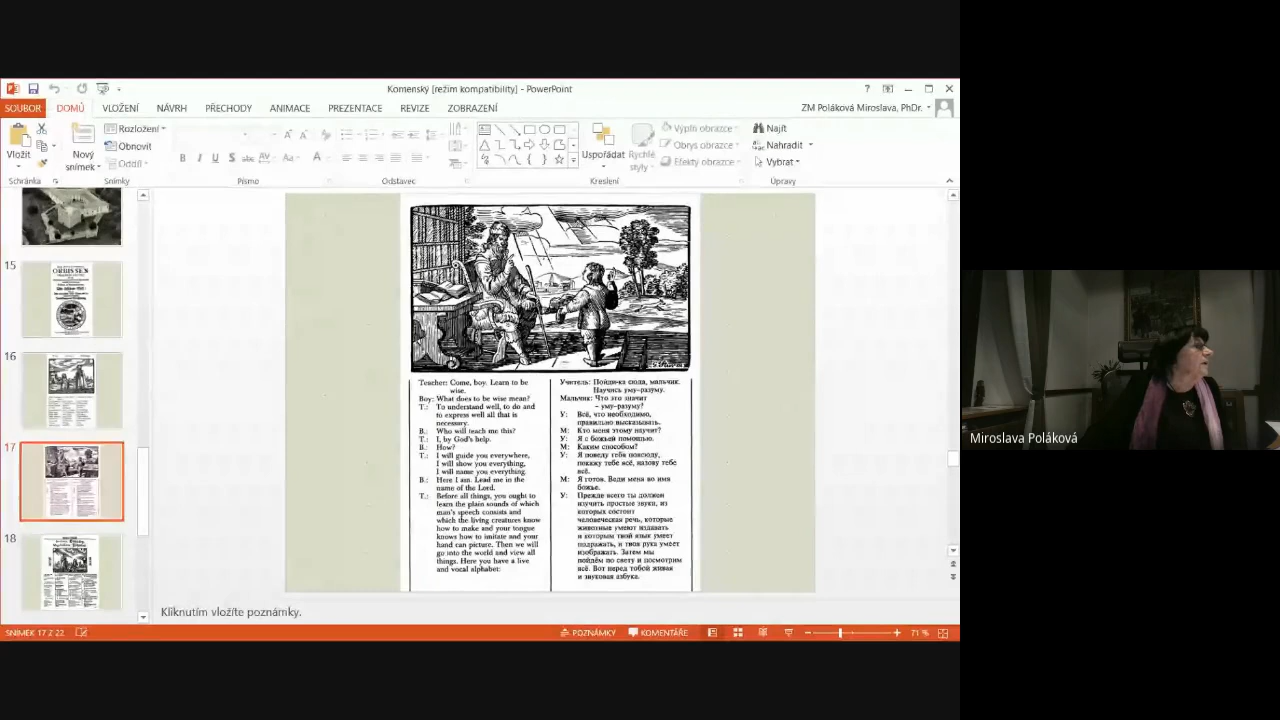 Komenský [režim kompatibility] - PowerPoint
SOUBOR DOMŮ VLOŽENÍ NÁVRH PŘECHODY ANIMACE PREZENTACE REVIZE ZOBRAZENÍ
ZM Poláková Miroslava, PhDr.
Vložit
Nový
snímek
Rozložení
Obnovit
Oddíl
Uspořádat
Rychlé
styly
Výplň obrazce
Obrys obrazce
Efekty obrazce
Najít
Nahradit
Vybrat
Schránka
Snímky
Písmo
Odstavec
Kreslení
Úpravy
15
16
17
18
Teacher: Come, boy. Learn to be
wise.
Boy: What does to be wise mean?
T.: To understand well, to do and
to express well all that is
necessary.
B.: Who will teach me this?
T.: I, by God's help.
B.: How?
T.: I will guide you everywhere,
I will show you everything,
I will name you everything.
B.: Here I am. Lead me in the
name of the Lord.
T.: Before all things, you ought to
learn the plain sounds of which
man's speech consists and
which the living creatures know
how to make and your tongue
knows how to imitate and your
hand can picture. Then we will
go into the world and view all
things. Here you have a live
and vocal alphabet:
Учитель: Пойди-ка сюда, мальчик.
Научись уму-разуму.
Мальчик: Что это значит
– уму-разуму?
У: Всё, что необходимо,
правильно высказывать.
М: Кто меня этому научит?
У: Я с божьей помощью.
М: Каким способом?
У: Я поведу тебя повсюду,
покажу тебе всё, назову тебе
всё.
М: Я готов. Веди меня во имя
божье.
У: Прежде всего ты должен
изучить простые звуки, из
которых состоит
человеческая речь, которые
животные умеют издавать
и которым твой язык умеет
подражать, и твоя рука умеет
изображать. Затем мы
пойдём по свету и посмотрим
всё. Вот перед тобой живая
и звуковая азбука.
Kliknutím vložíte poznámky.
SNÍMEK 17 Z 22
POZNÁMKY
KOMENTÁŘE
71 %
Miroslava Poláková